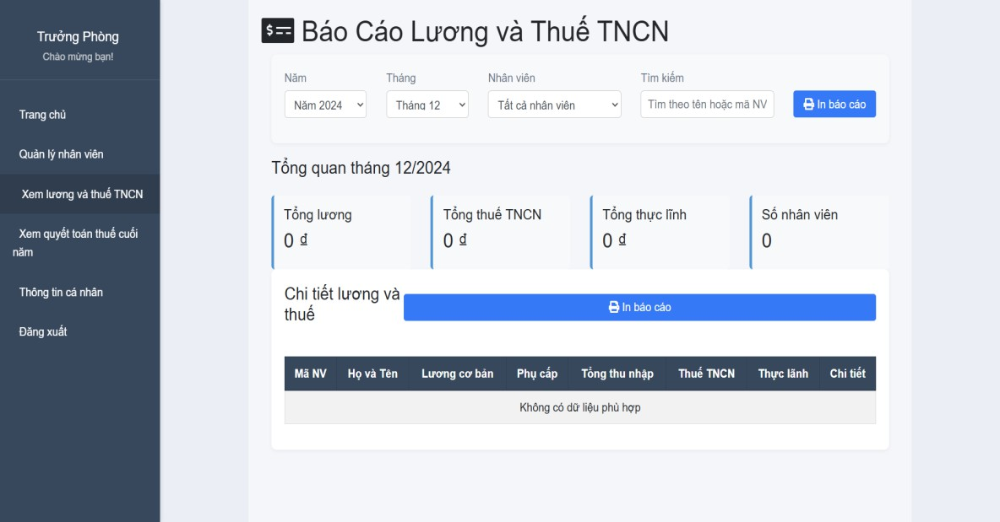 Trưởng Phòng
Chào mừng bạn!
Trang chủ
Quản lý nhân viên
Xem lương và thuế TNCN
Xem quyết toán thuế cuối
năm
Thông tin cá nhân
Đăng xuất
Báo Cáo Lương và Thuế TNCN
Năm Tháng Nhân viên Tìm kiếm
Năm 2024 Tháng 12 Tất cả nhân viên Tìm theo tên hoặc mã NV In báo cáo
Tổng quan tháng 12/2024
Tổng lương Tổng thuế TNCN Tổng thực lĩnh Số nhân viên
0 ₫ 0 ₫ 0 ₫ 0
Chi tiết lương và
thuế
In báo cáo
Mã NV Họ và Tên Lương cơ bản Phụ cấp Tổng thu nhập Thuế TNCN Thực lãnh Chi tiết
Không có dữ liệu phù hợp